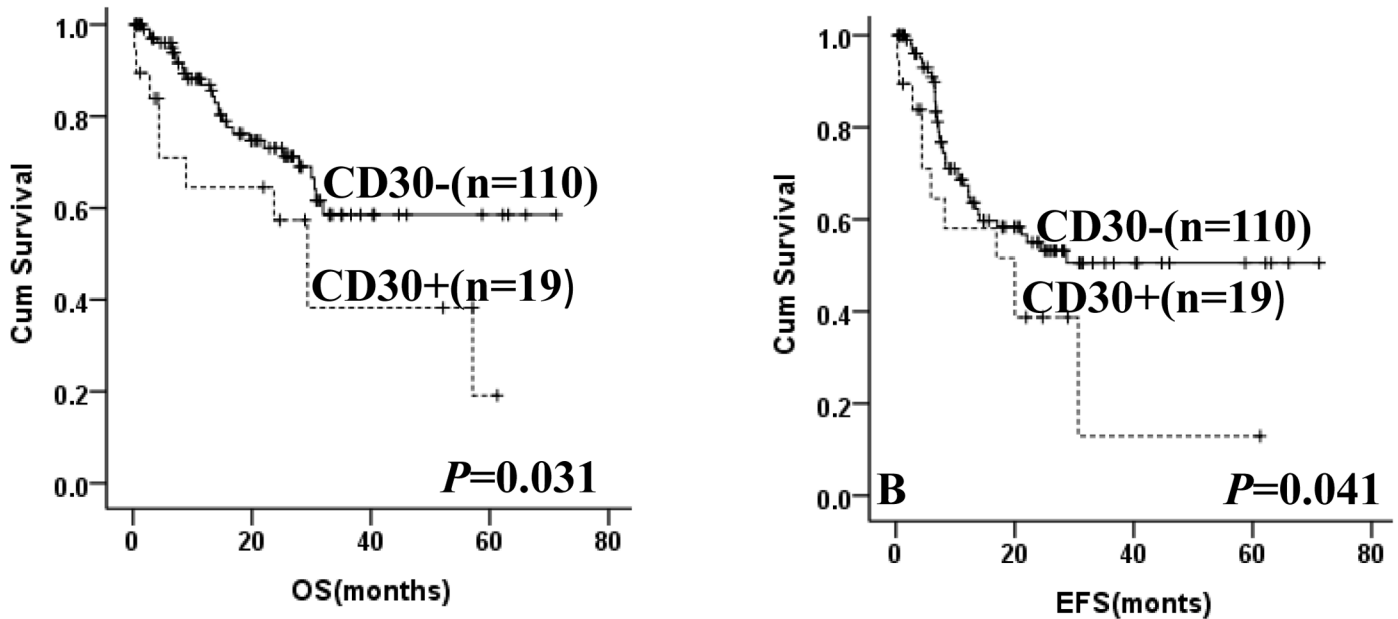 1.0
0.8
0.6
0.4
0.2
0.0
Cum Survival
CD30-(n=110)
CD30+(n=19)
P=0.031
0 20 40 60 80
OS(months)
1.0
0.8
0.6
0.4
0.2
0.0
Cum Survival
CD30-(n=110)
CD30+(n=19)
B
P=0.041
0 20 40 60 80
EFS(monts)